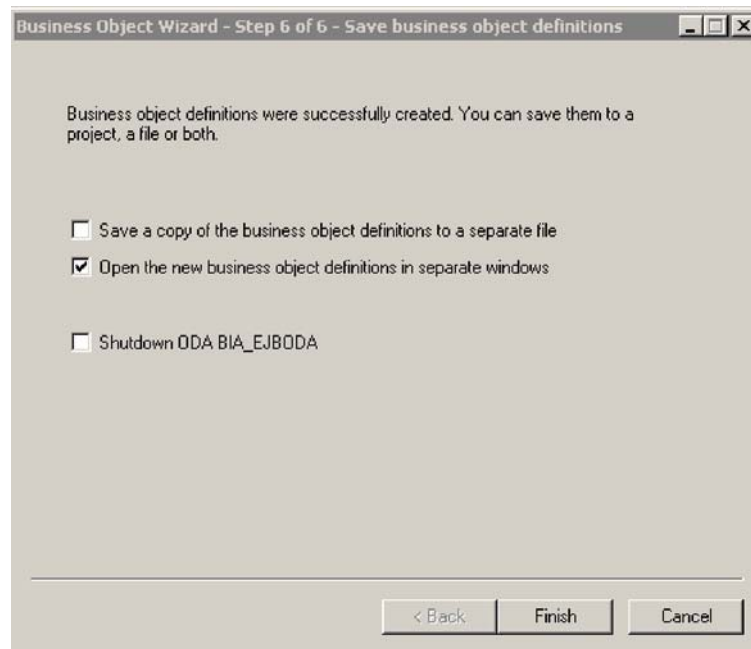 Business Object Wizard - Step 6 of 6 - Save business object definitions
Business object definitions were successfully created. You can save them to a
project, a file or both.
Save a copy of the business object definitions to a separate file
Open the new business object definitions in separate windows
Shutdown ODA BIA_EJBODA
< Back
Finish
Cancel